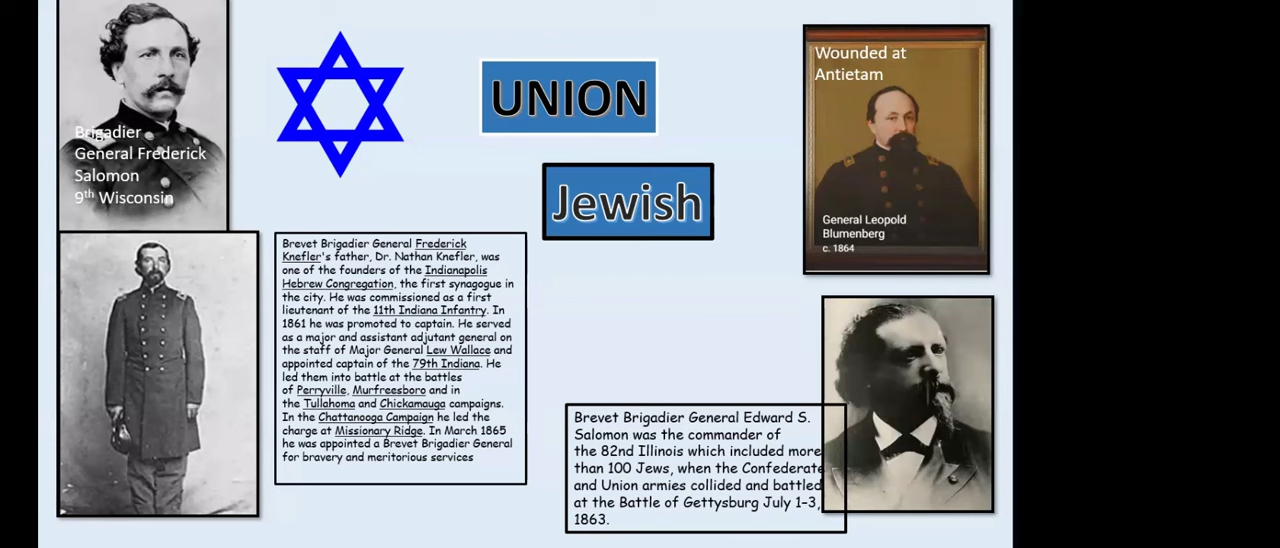 Brigadier
General Frederick
Salomon
9th Wisconsin
UNION
Jewish
Wounded at
Antietam
General Leopold
Blumenberg
c. 1864
Brevet Brigadier General Frederick
Knefler's father, Dr. Nathan Knefler, was
one of the founders of the Indianapolis
Hebrew Congregation, the first synagogue in
the city. He was commissioned as a first
lieutenant of the 11th Indiana Infantry. In
1861 he was promoted to captain. He served
as a major and assistant adjutant general on
the staff of Major General Lew Wallace and
appointed captain of the 79th Indiana. He
led them into battle at the battles
of Perryville, Murfreesboro and in
the Tullahoma and Chickamauga campaigns.
In the Chattanooga Campaign he led the
charge at Missionary Ridge. In March 1865
he was appointed a Brevet Brigadier General
for bravery and meritorious services
Brevet Brigadier General Edward S.
Salomon was the commander of
the 82nd Illinois which included more
than 100 Jews, when the Confederate
and Union armies collided and battled
at the Battle of Gettysburg July 1–3,
1863.